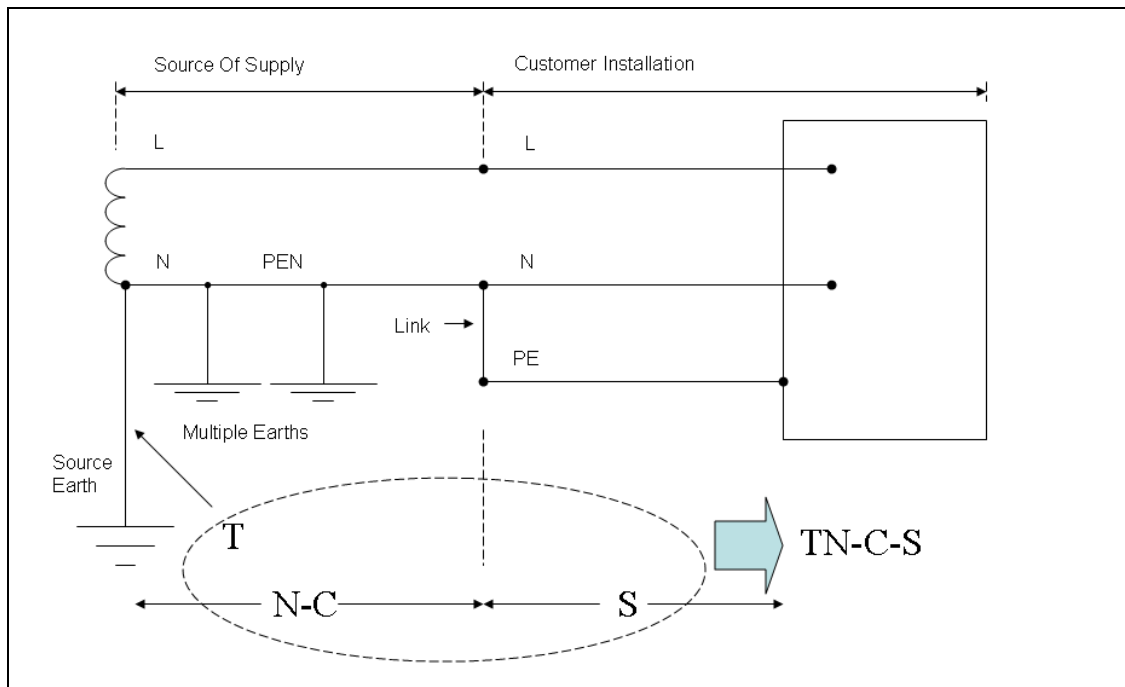 Source Of Supply
Customer Installation
L
L
N
PEN
N
Link
PE
Multiple Earths
Source
Earth
T
TN-C-S
N-C
S